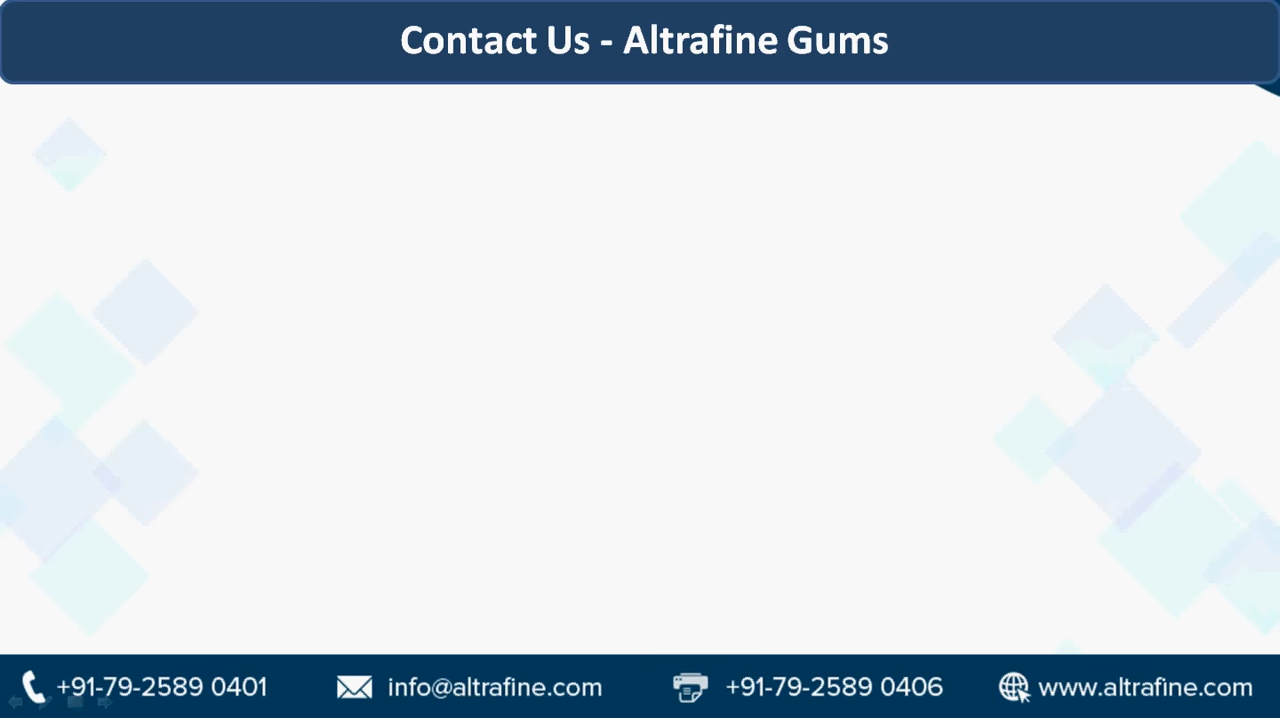 Contact Us - Altrafine Gums
+91-79-2589 0401 info@altrafine.com +91-79-2589 0406 www.altrafine.com